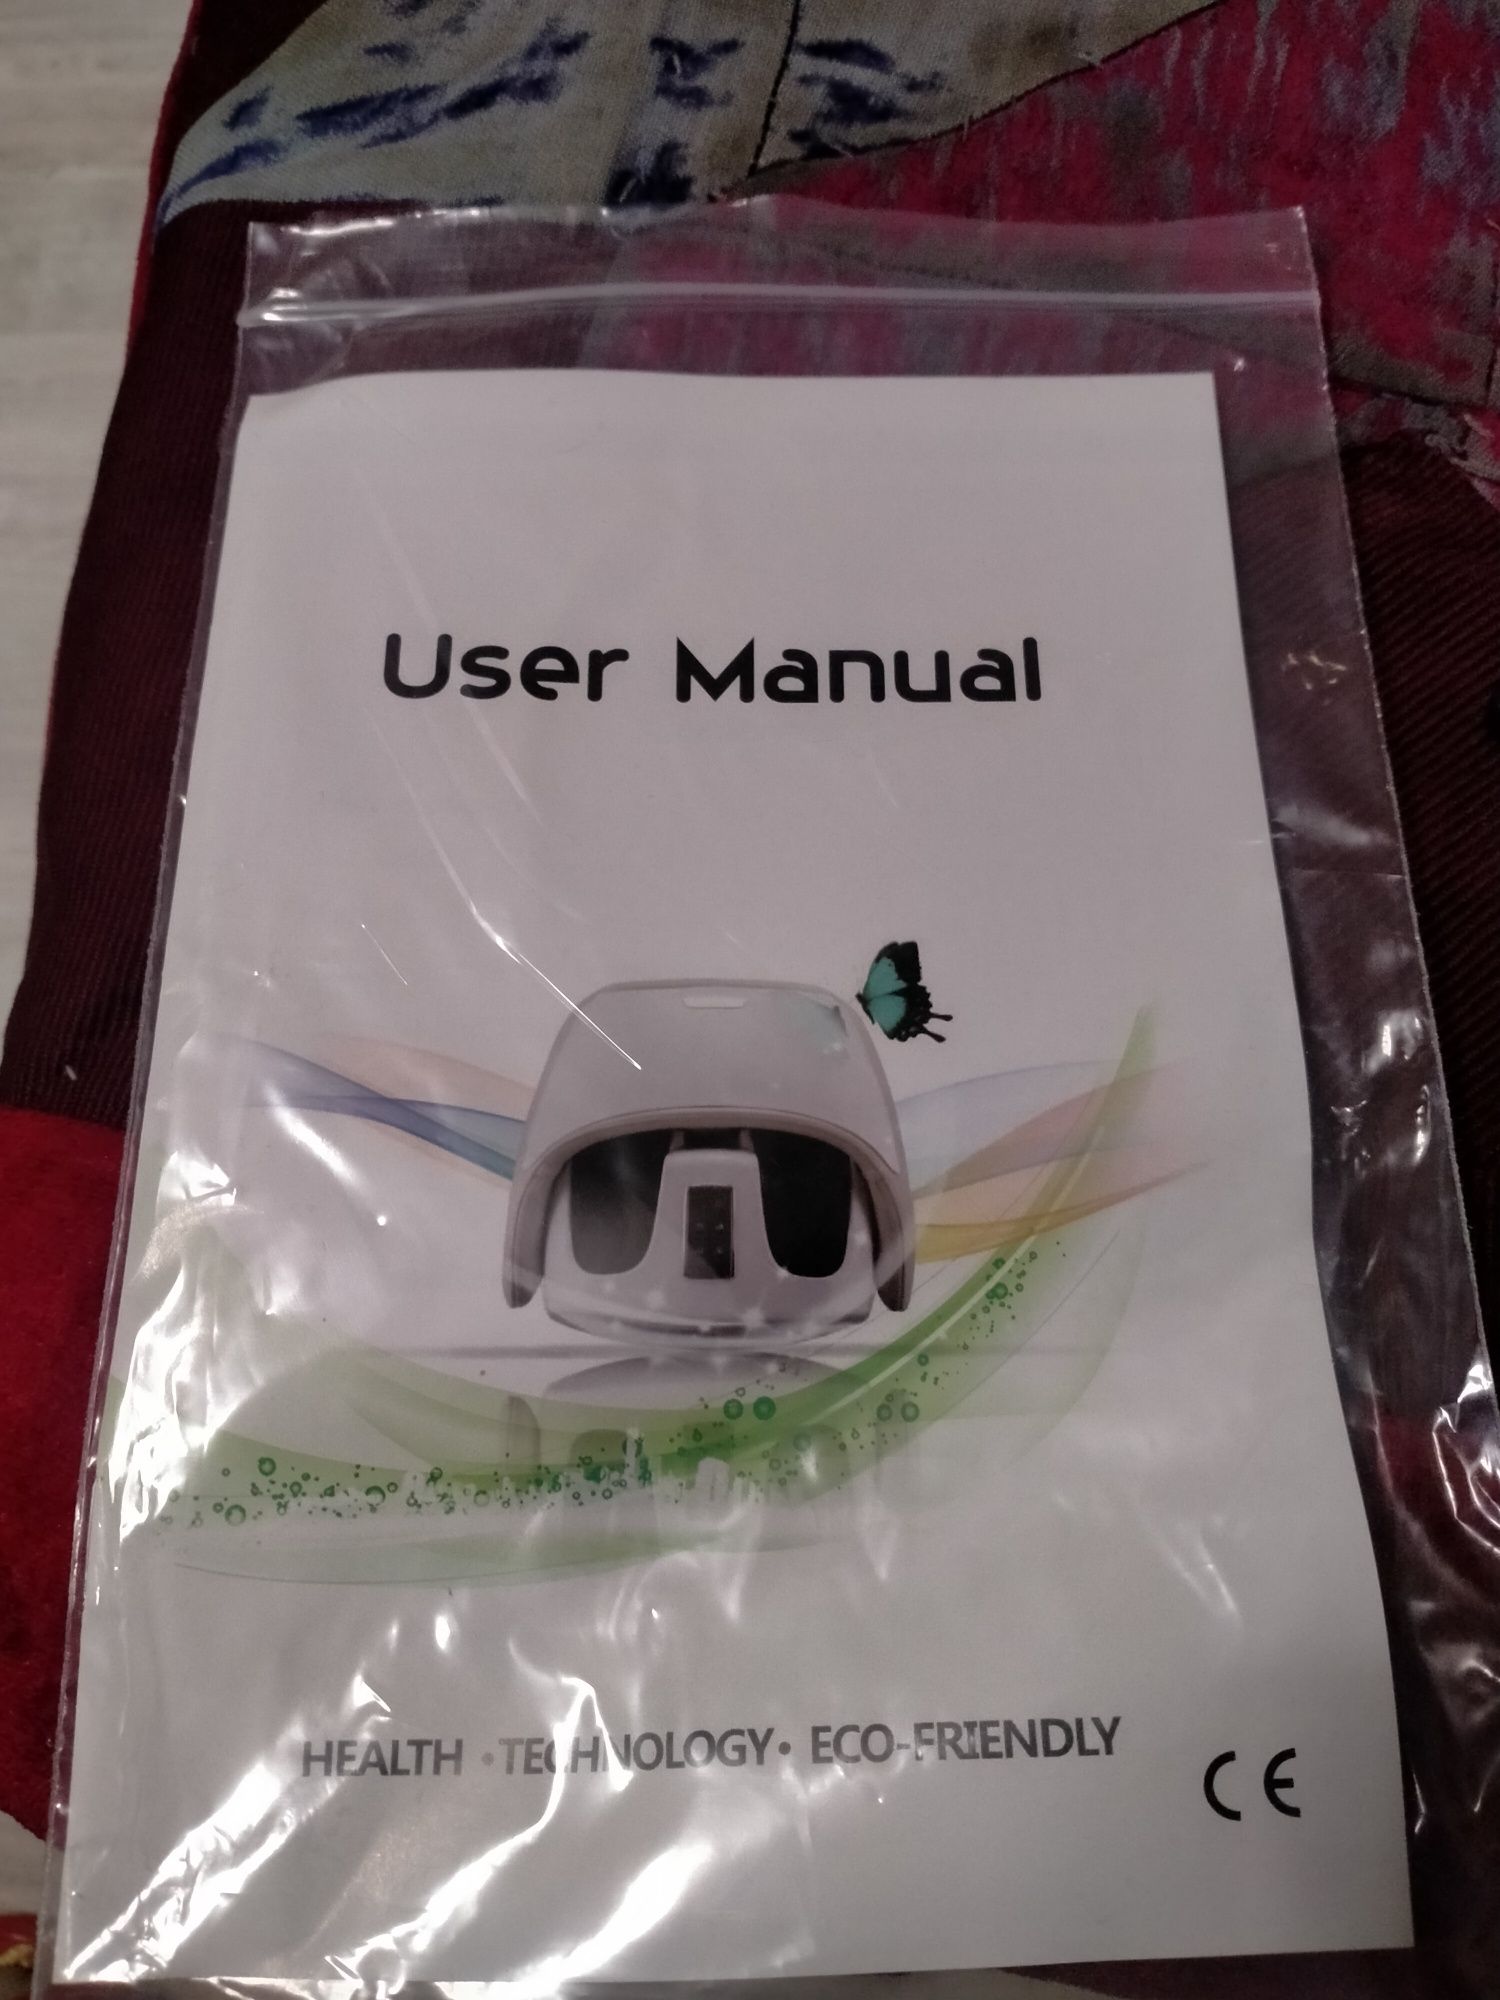 User Manual
HEALTH · TECHNOLOGY · ECO-FRIENDLY
CE